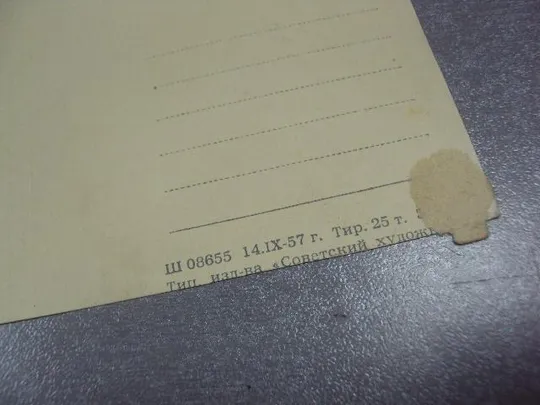 Ш 08655 14.IX-57 г. Тир. 25 т.
Тип. изд-ва «Советский